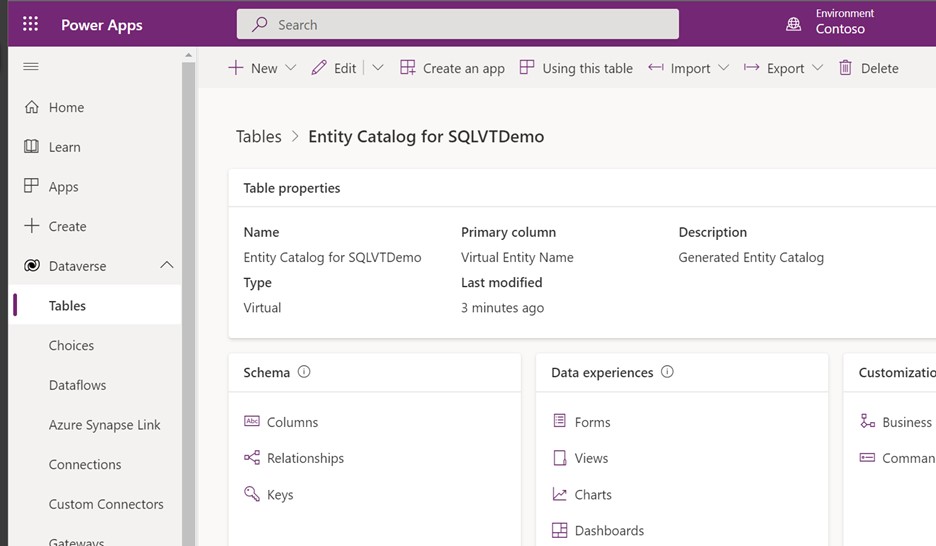 Power Apps
Search
Environment
Contoso
New
Edit
Create an app
Using this table
Import
Export
Delete
Home
Learn
Apps
Create
Dataverse
Tables
Choices
Dataflows
Azure Synapse Link
Connections
Custom Connectors
Gateways
Tables > Entity Catalog for SQLVTDemo
Table properties
Name
Primary column
Description
Entity Catalog for SQLVTDemo
Virtual Entity Name
Generated Entity Catalog
Type
Last modified
Virtual
3 minutes ago
Schema
Data experiences
Customizatio
Abc Columns
Relationships
Keys
Forms
Views
Charts
Dashboards
Business
Comman